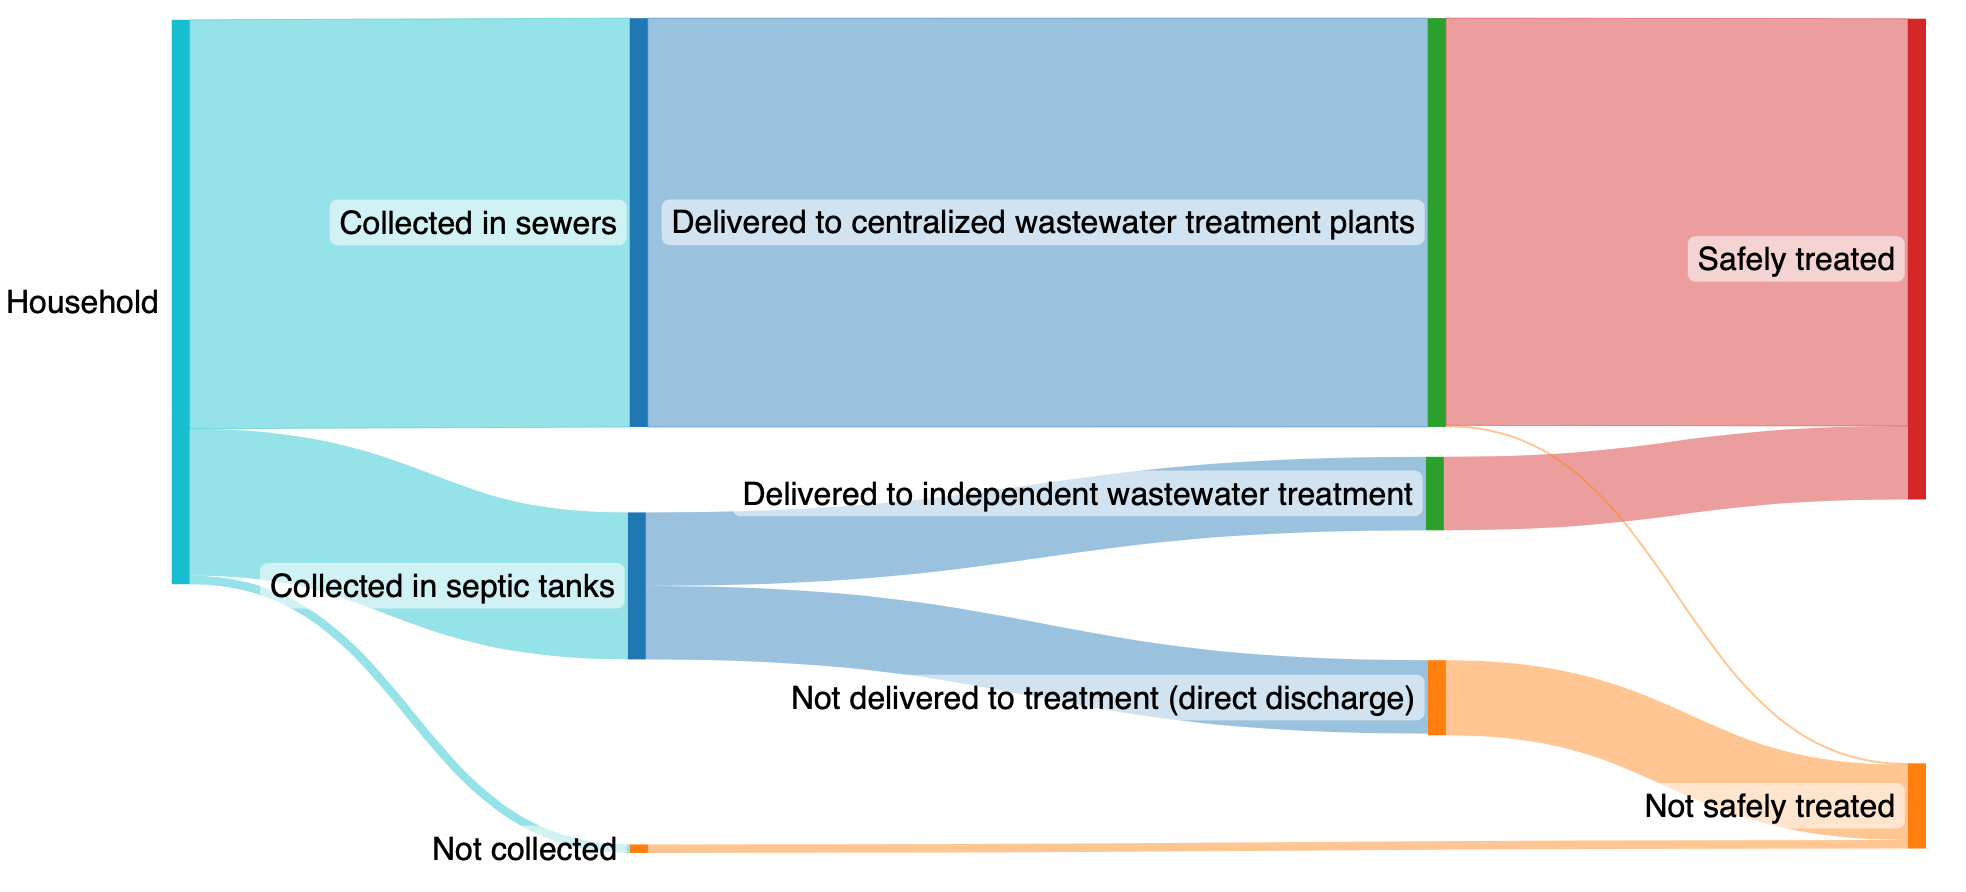 Household
Collected in sewers
Delivered to centralized wastewater treatment plants
Safely treated
Delivered to independent wastewater treatment
Collected in septic tanks
Not delivered to treatment (direct discharge)
Not safely treated
Not collected